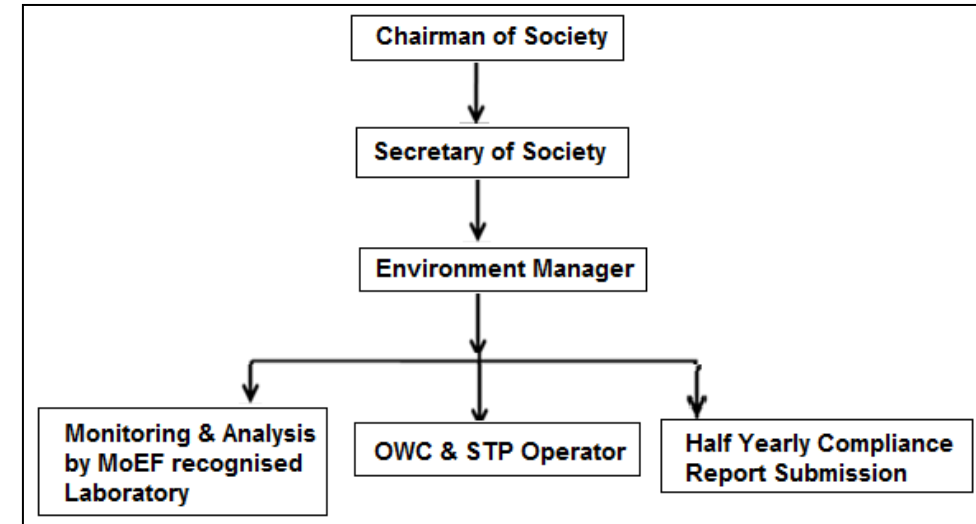 Chairman of Society
Secretary of Society
Environment Manager
Monitoring & Analysis
by MoEF recognised
Laboratory
OWC & STP Operator
Half Yearly Compliance
Report Submission